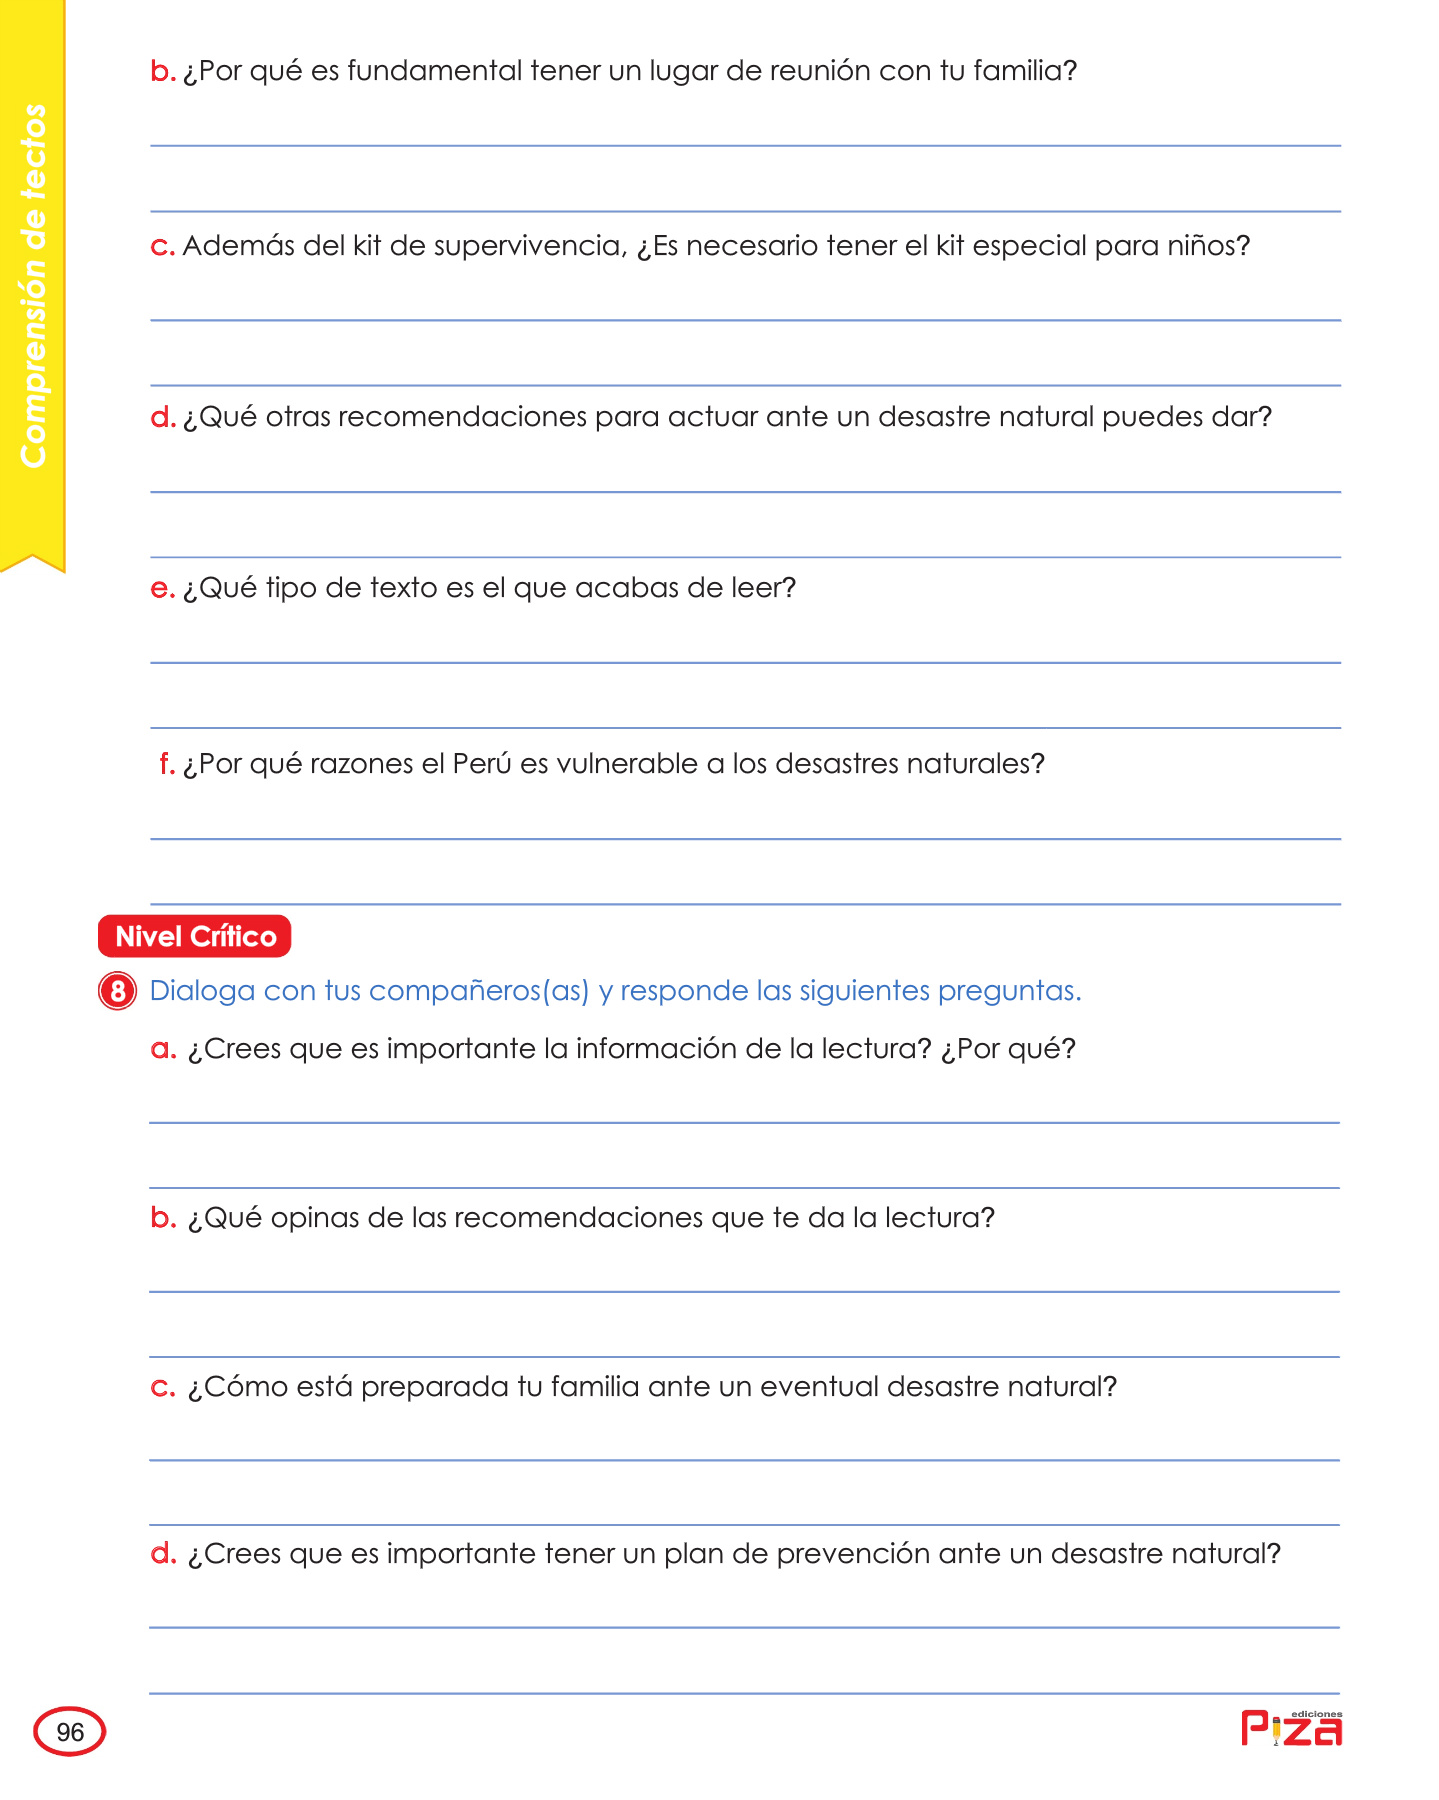 Comprensión de tectos
b. ¿Por qué es fundamental tener un lugar de reunión con tu familia?
c. Además del kit de supervivencia, ¿Es necesario tener el kit especial para niños?
d. ¿Qué otras recomendaciones para actuar ante un desastre natural puedes dar?
e. ¿Qué tipo de texto es el que acabas de leer?
f. ¿Por qué razones el Perú es vulnerable a los desastres naturales?
Nivel Crítico
8 Dialoga con tus compañeros(as) y responde las siguientes preguntas.
a. ¿Crees que es importante la información de la lectura? ¿Por qué?
b. ¿Qué opinas de las recomendaciones que te da la lectura?
c. ¿Cómo está preparada tu familia ante un eventual desastre natural?
d. ¿Crees que es importante tener un plan de prevención ante un desastre natural?
96
ediciones
Piza